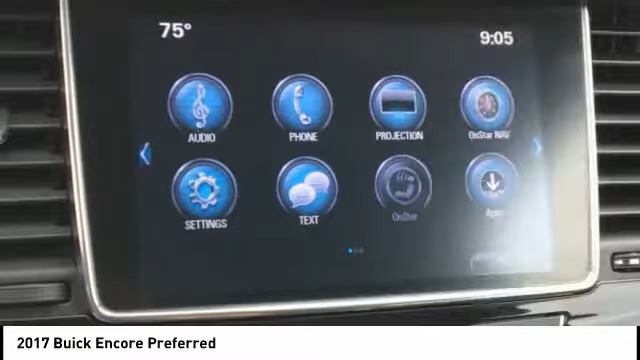 75°
9:05
AUDIO
PHONE
PROJECTION
OnStar NAV
SETTINGS
TEXT
OnStar
Apps
2017 Buick Encore Preferred